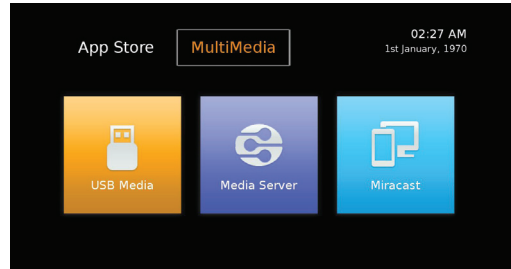 App Store
MultiMedia
02:27 AM
1st January, 1970
USB Media
Media Server
Miracast